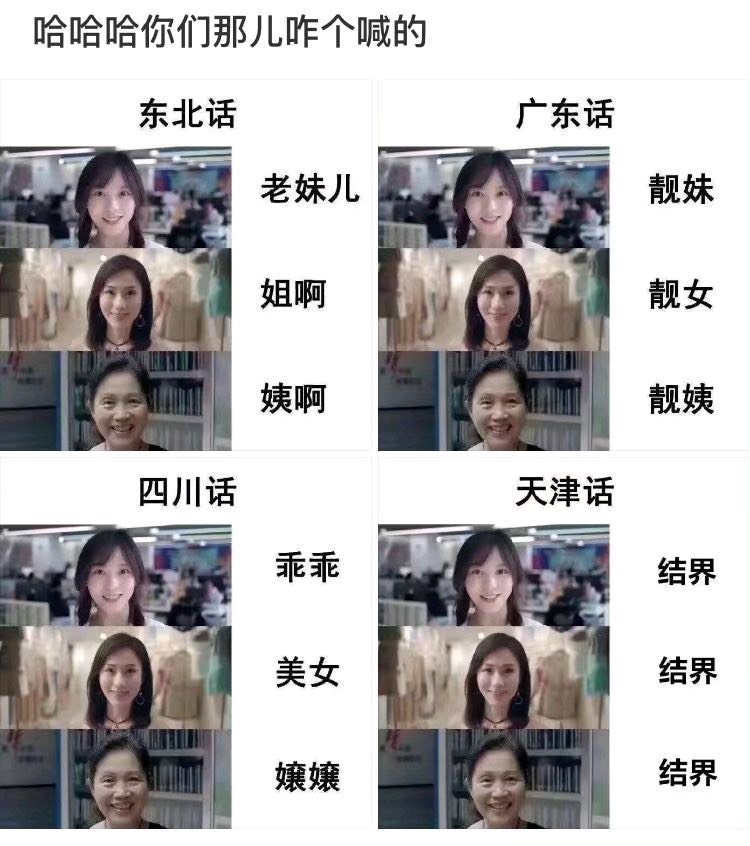 哈哈哈你们那儿咋个喊的
东北话
老妹儿
姐啊
姨啊
广东话
靓妹
靓女
靓姨
四川话
乖乖
美女
嬢嬢
天津话
结界
结界
结界